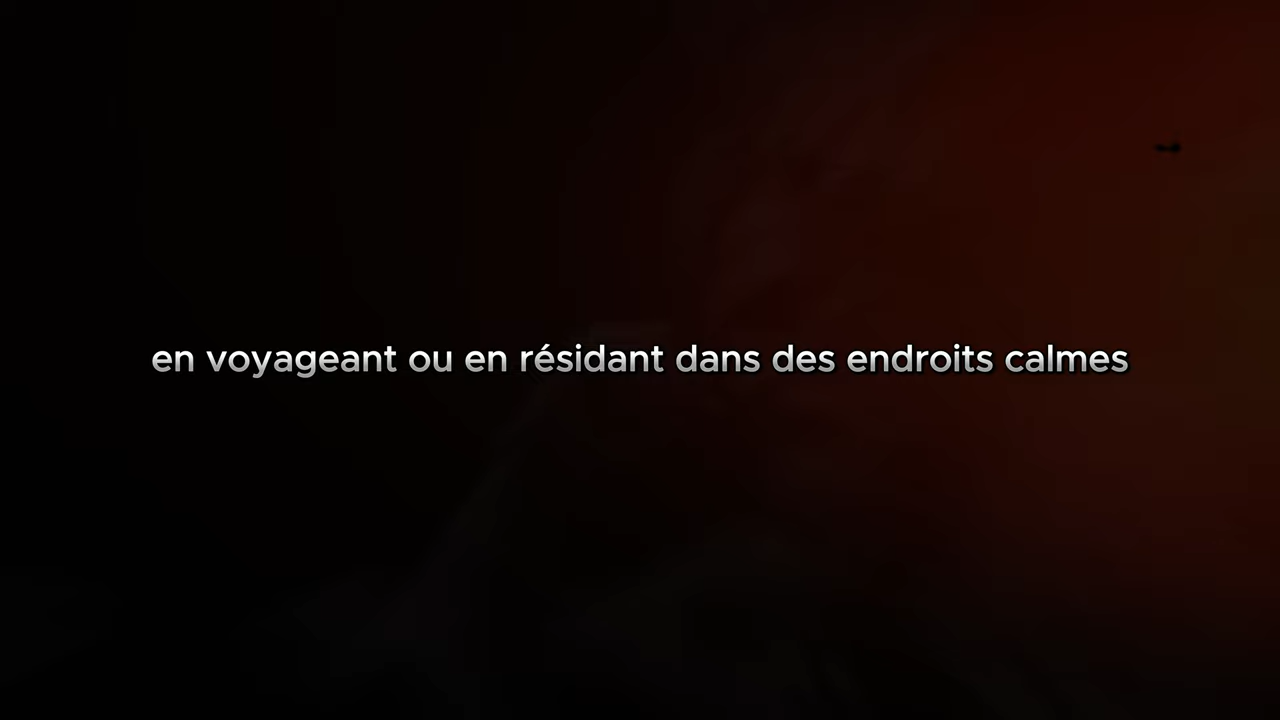 en voyageant ou en résidant dans des endroits calmes